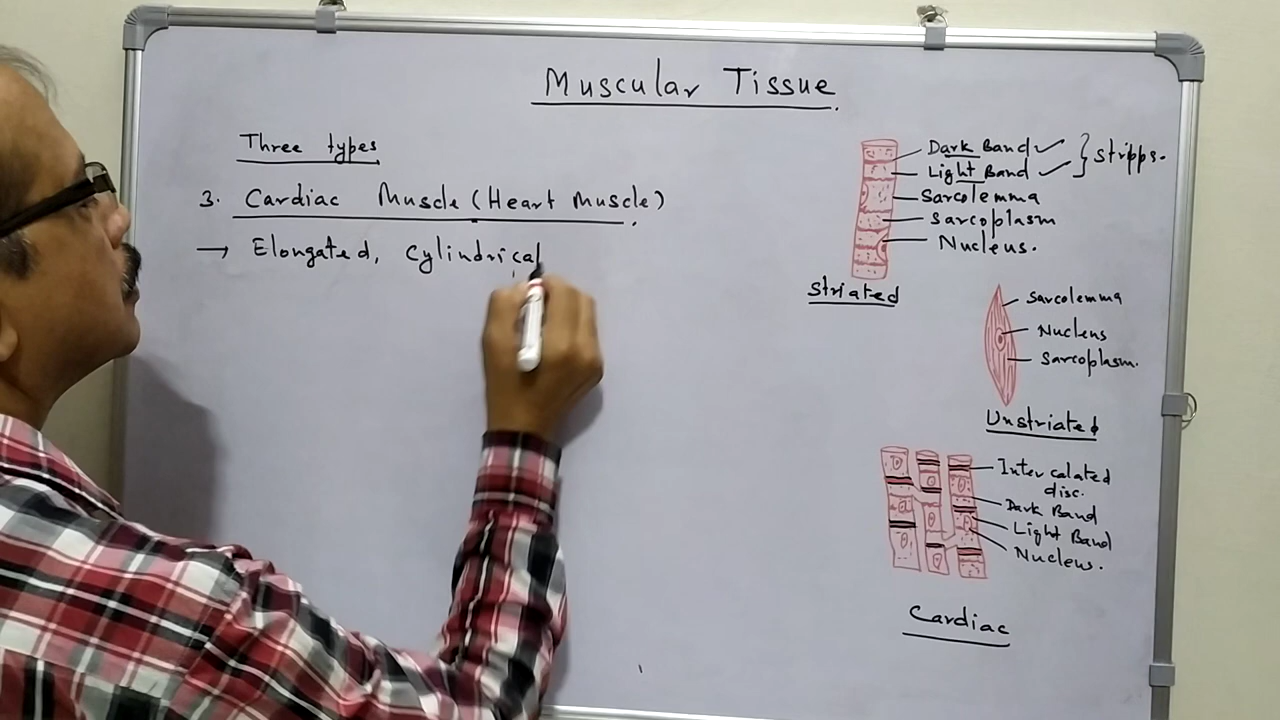 Muscular Tissue
Three types
3. Cardiac Muscle (Heart Muscle)
→ Elongated, Cylindrical
Dark Band
Light Band
Stripps.
Sarcolemma
Sarcoplasm
Nucleus.
Striated
Sarcolemma
Nucleus
Sarcoplasm.
Unstriated
Intercalated
disc.
Dark Band
Light Band
Nucleus.
Cardiac